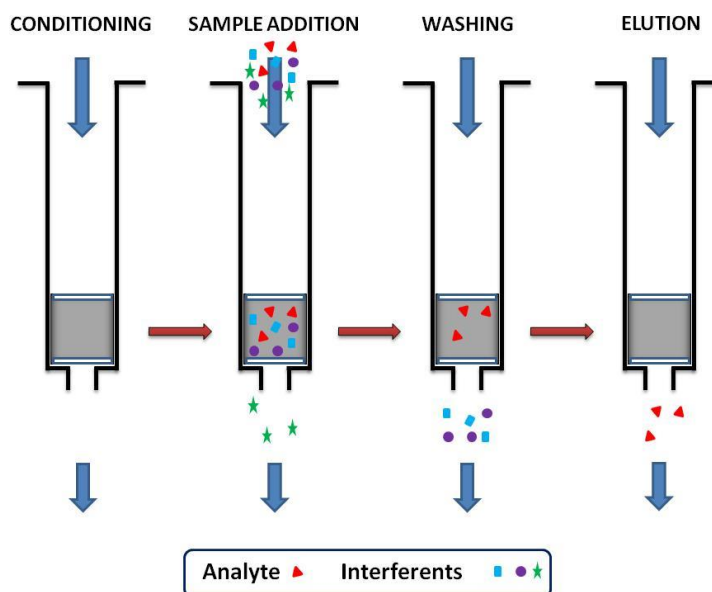 CONDITIONING
SAMPLE ADDITION
WASHING
ELUTION
Analyte
Interferents